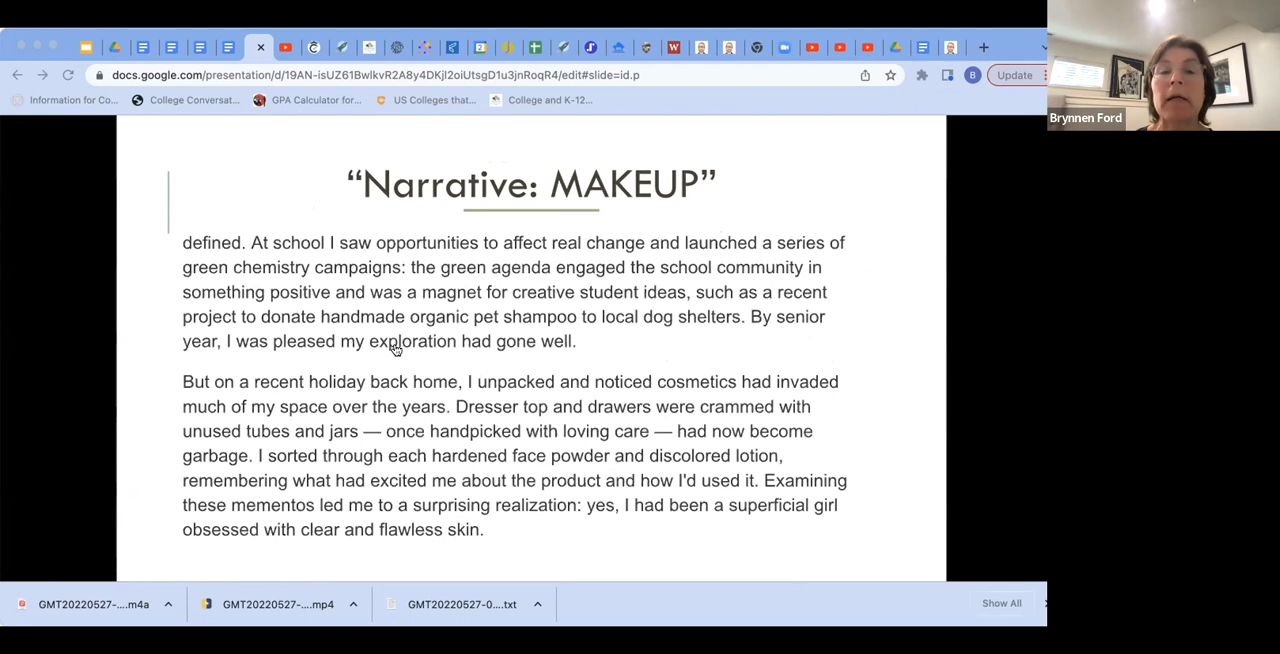 docs.google.com/presentation/d/19AN-isUZ61BwlkvR2A8y4DKjl2oiUtsgD1u3jnRoqR4/edit#slide=id.p
B
Update
Information for Co...
College Conversat...
GPA Calculator for...
US Colleges that...
College and K-12...
Brynnen Ford
“Narrative: MAKEUP”
defined. At school I saw opportunities to affect real change and launched a series of
green chemistry campaigns: the green agenda engaged the school community in
something positive and was a magnet for creative student ideas, such as a recent
project to donate handmade organic pet shampoo to local dog shelters. By senior
year, I was pleased my exploration had gone well.
But on a recent holiday back home, I unpacked and noticed cosmetics had invaded
much of my space over the years. Dresser top and drawers were crammed with
unused tubes and jars — once handpicked with loving care — had now become
garbage. I sorted through each hardened face powder and discolored lotion,
remembering what had excited me about the product and how I'd used it. Examining
these mementos led me to a surprising realization: yes, I had been a superficial girl
obsessed with clear and flawless skin.
GMT20220527-....m4a
GMT20220527-....mp4
GMT20220527-0....txt
Show All